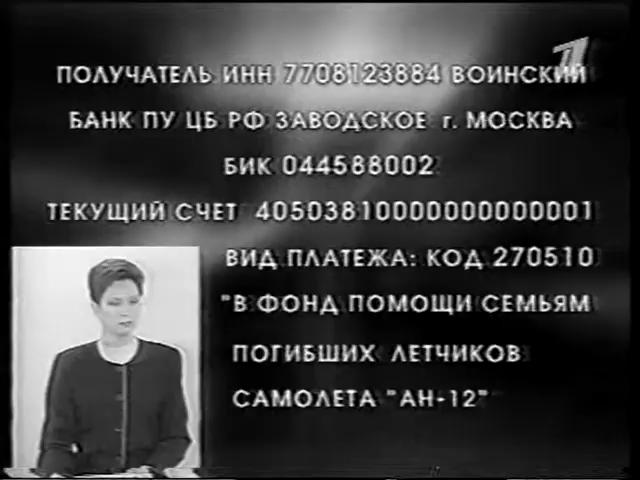 ПОЛУЧАТЕЛЬ ИНН 7708123884 ВОИНСКИЙ
БАНК ПУ ЦБ РФ ЗАВОДСКОЕ г. МОСКВА
БИК 044588002
ТЕКУЩИЙ СЧЕТ 40503810000000000001
ВИД ПЛАТЕЖА: КОД 270510
"В ФОНД ПОМОЩИ СЕМЬЯМ
ПОГИБШИХ ЛЕТЧИКОВ
САМОЛЕТА "АН-12"